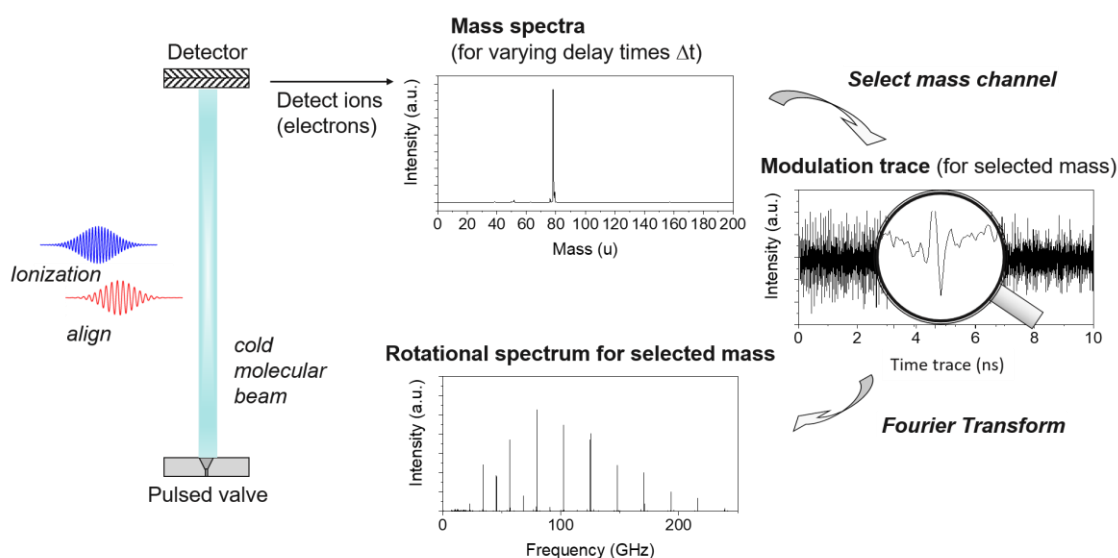 Detector
Detect ions
(electrons)
Ionization
align
cold
molecular
beam
Pulsed valve
Mass spectra
(for varying delay times Δt)
Intensity (a.u.)
0 20 40 60 80 100 120 140 160 180 200
Mass (u)
Select mass channel
Modulation trace (for selected mass)
Intensity (a.u.)
0 2 4 6 8 10
Time trace (ns)
Fourier Transform
Rotational spectrum for selected mass
Intensity (a.u.)
0 100 200
Frequency (GHz)